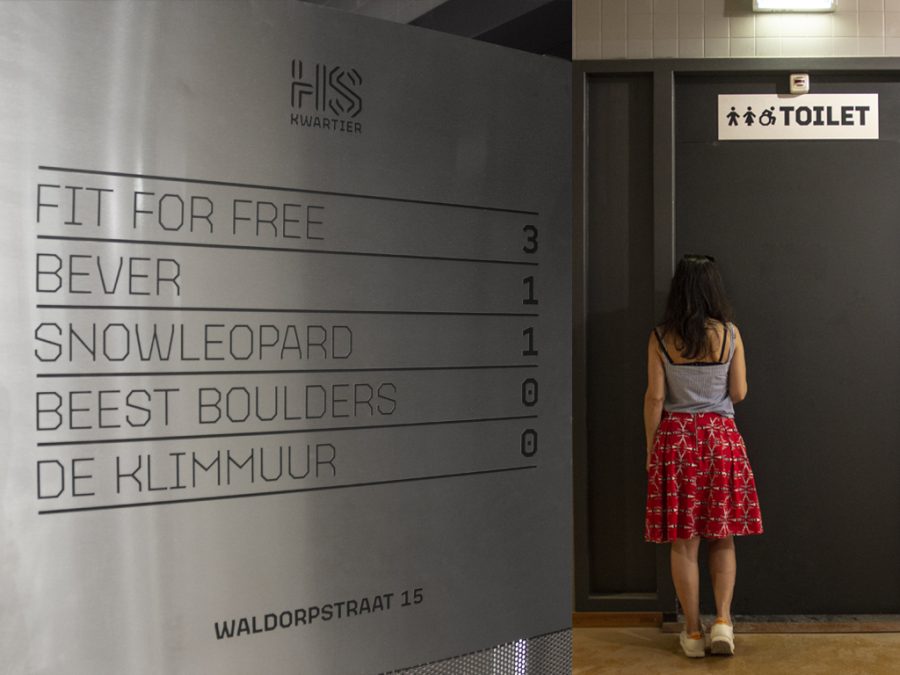 HS
KWARTIER
FIT FOR FREE 3
BEVER 1
SNOWLEOPARD 1
BEEST BOULDERS 0
DE KLIMMUUR 0
WALDORPSTRAAT 15
TOILET